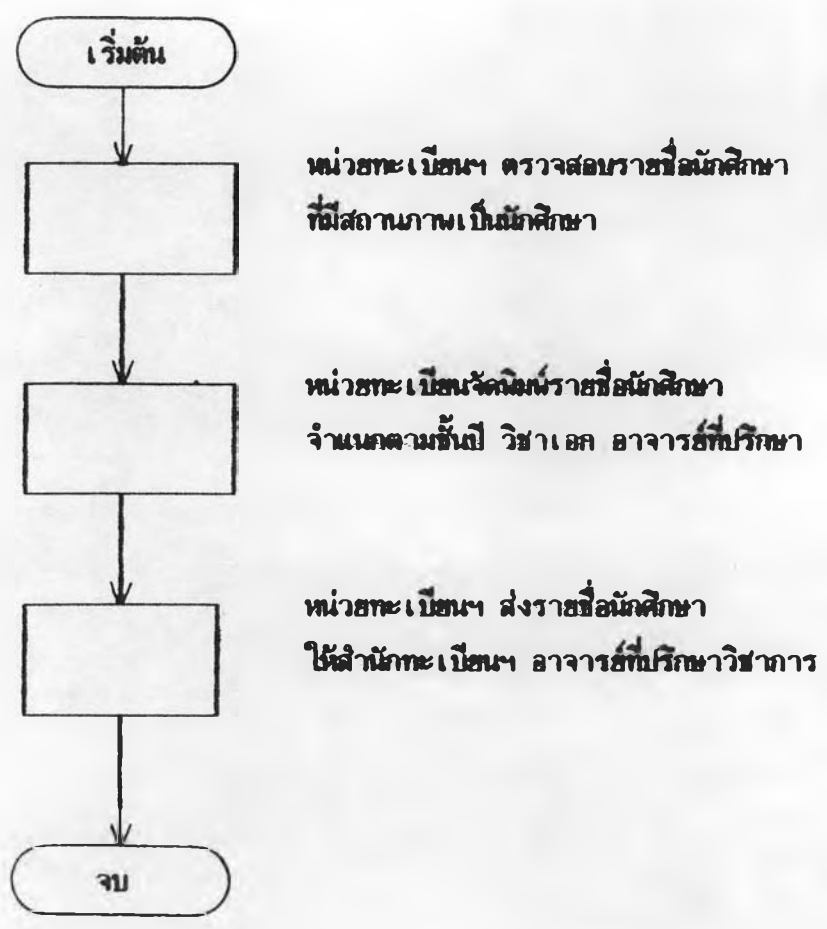 เริ่มต้น
หน่วยทะเบียนฯ ตรวจสอบรายชื่อนักศึกษา
ที่มีสถานภาพเป็นนักศึกษา
หน่วยทะเบียนจัดพิมพ์รายชื่อนักศึกษา
จำแนกตามชั้นปี วิชาเอก อาจารย์ที่ปรึกษา
หน่วยทะเบียนฯ ส่งรายชื่อนักศึกษา
ให้สำนักทะเบียนฯ อาจารย์ที่ปรึกษาวิชาการ
จบ